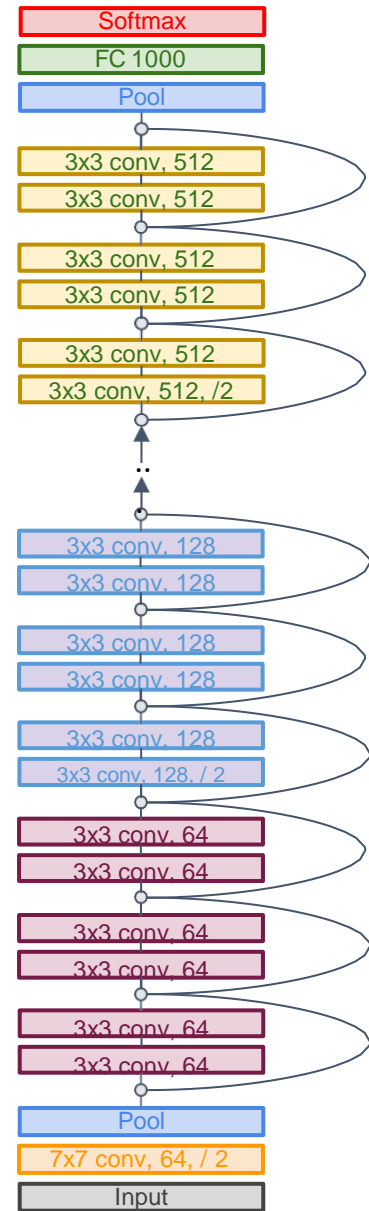 Softmax
FC 1000
Pool
3x3 conv, 512
3x3 conv, 512
3x3 conv, 512
3x3 conv, 512
3x3 conv, 512
3x3 conv, 512, /2
..
.
3x3 conv, 128
3x3 conv, 128
3x3 conv, 128
3x3 conv, 128
3x3 conv, 128
3x3 conv, 128, / 2
3x3 conv, 64
3x3 conv, 64
3x3 conv, 64
3x3 conv, 64
3x3 conv, 64
3x3 conv, 64
Pool
7x7 conv, 64, / 2
Input